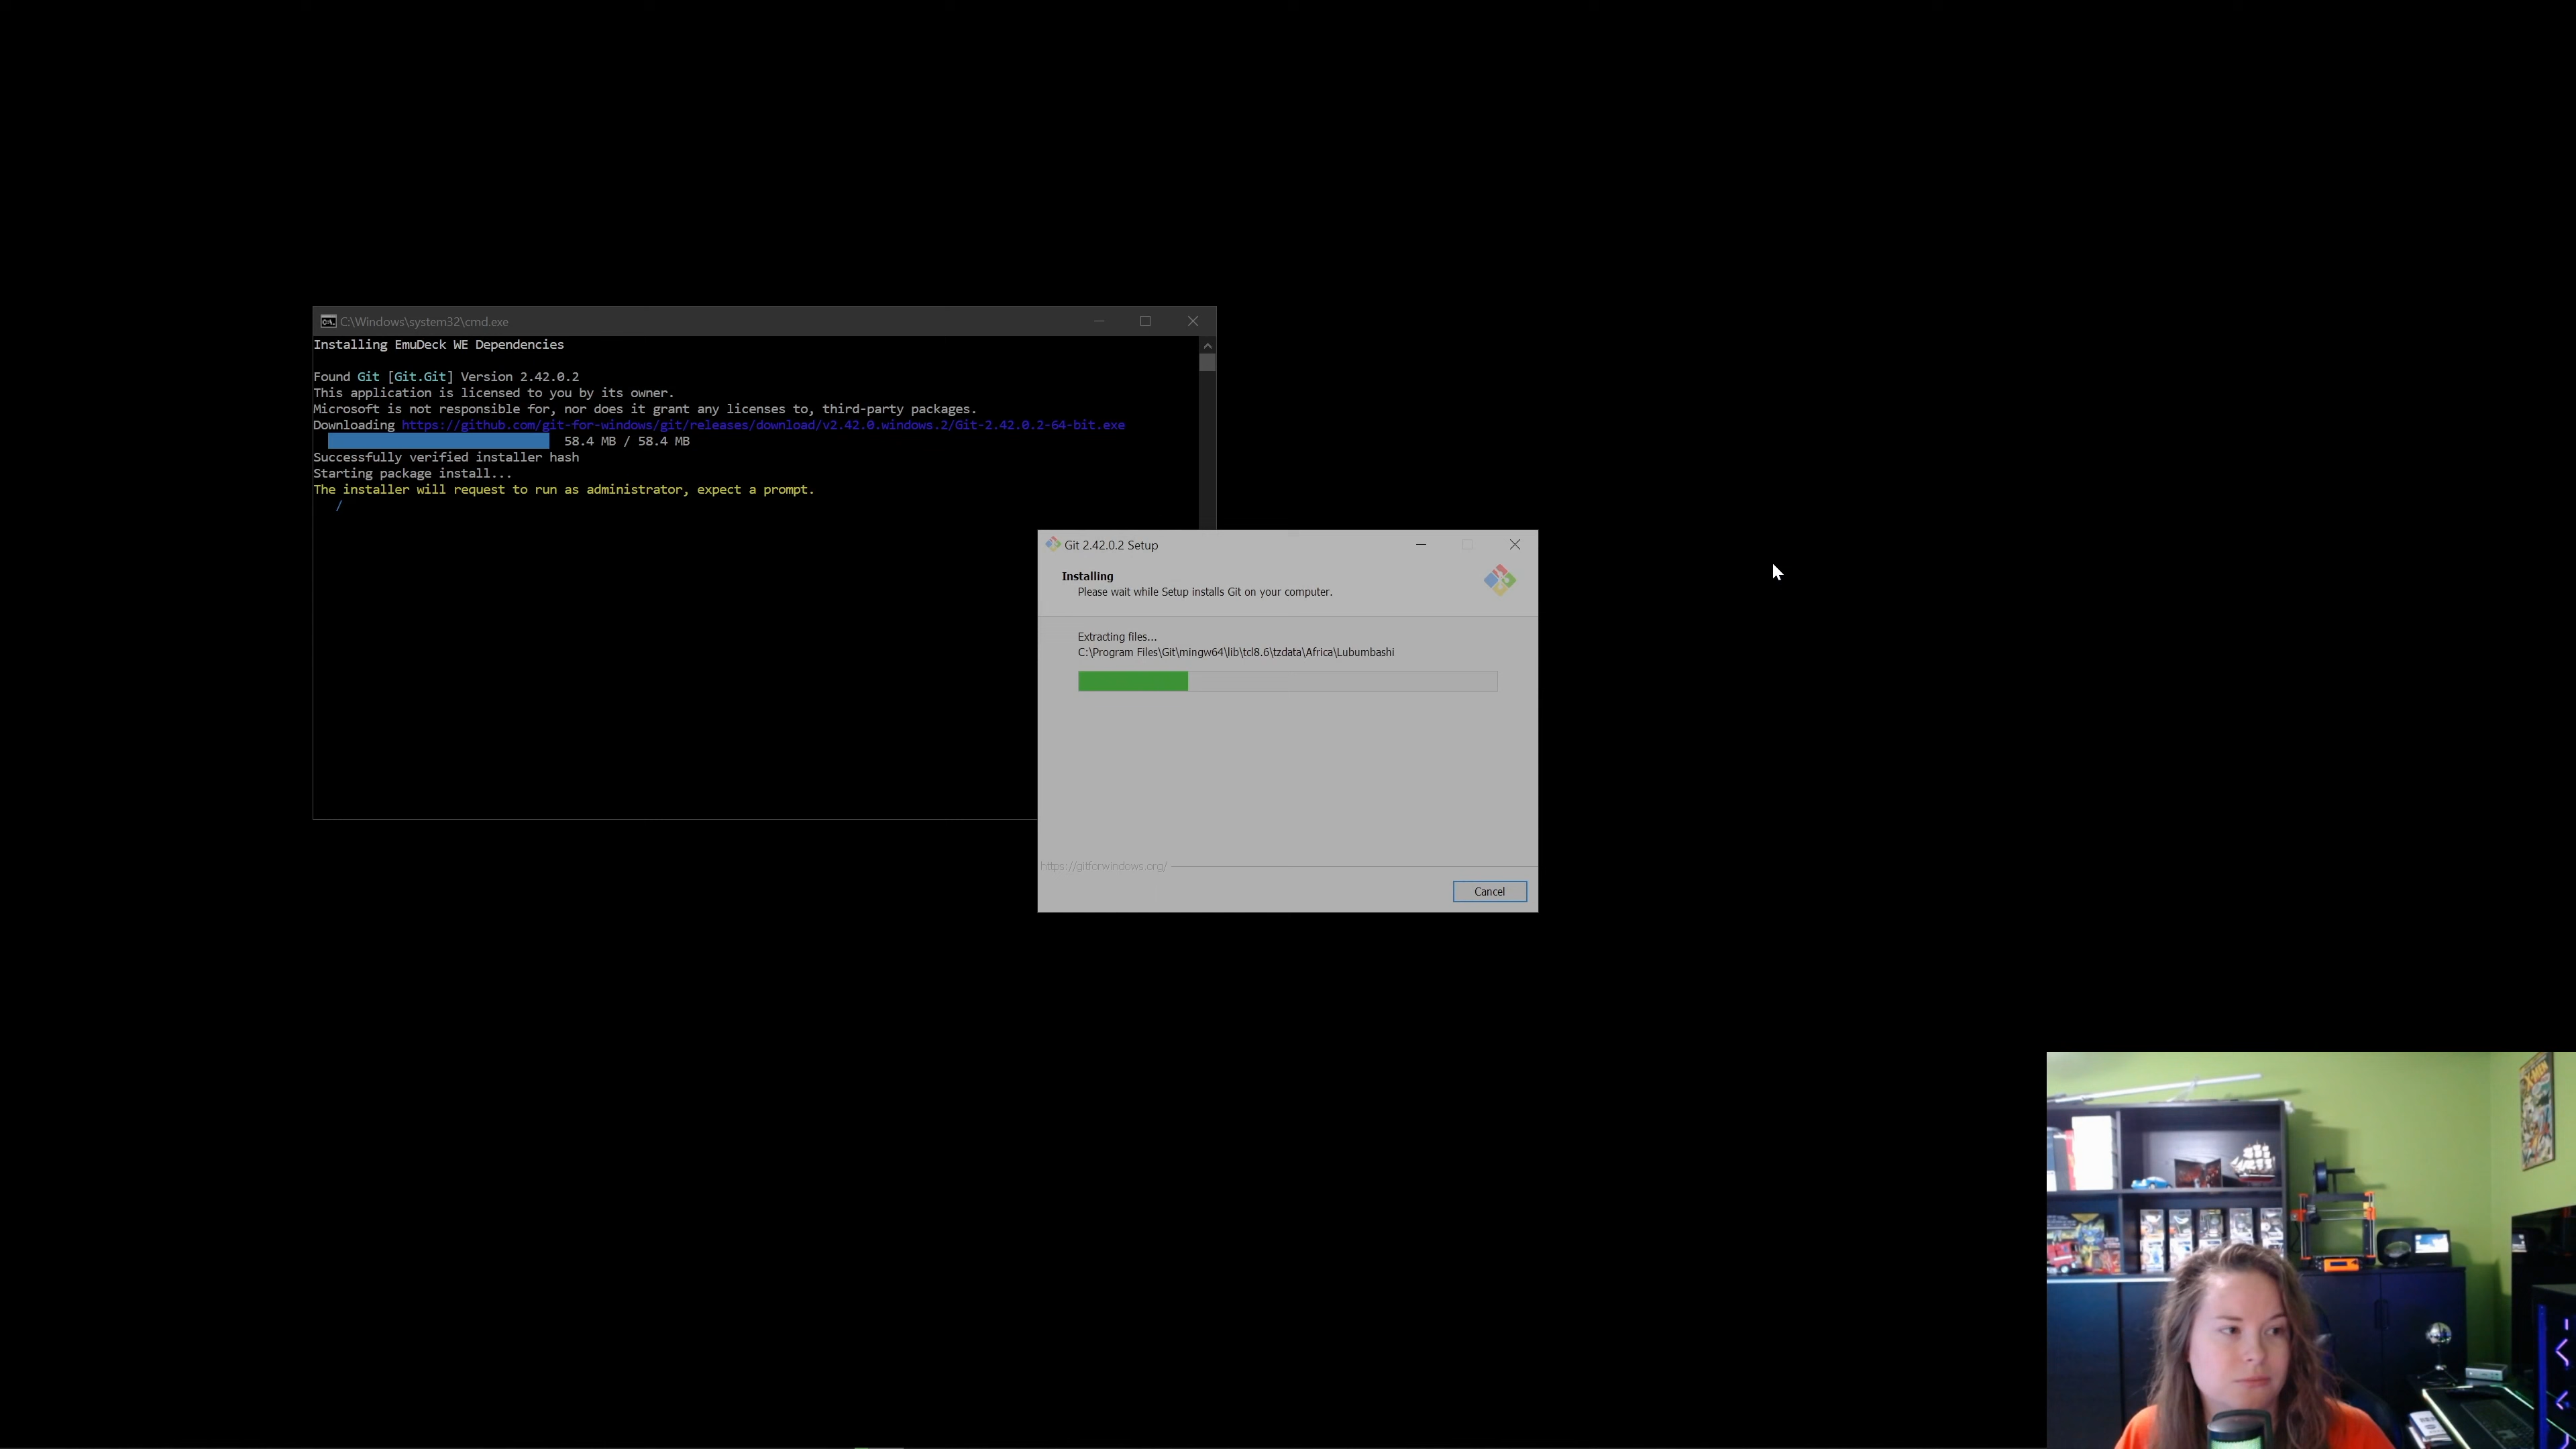 C:\Windows\system32\cmd.exe
Installing EmuDeck WE Dependencies
Found Git [Git.Git] Version 2.42.0.2
This application is licensed to you by its owner.
Microsoft is not responsible for, nor does it grant any licenses to, third-party packages.
Downloading https://github.com/git-for-windows/git/releases/download/v2.42.0.windows.2/Git-2.42.0.2-64-bit.exe
58.4 MB / 58.4 MB
Successfully verified installer hash
Starting package install...
The installer will request to run as administrator, expect a prompt.
/
Git 2.42.0.2 Setup
Installing
Please wait while Setup installs Git on your computer.
Extracting files...
C:\Program Files\Git\mingw64\lib\tcl8.6\tzdata\Africa\Lubumbashi
https://gitforwindows.org/
Cancel
X-MEN